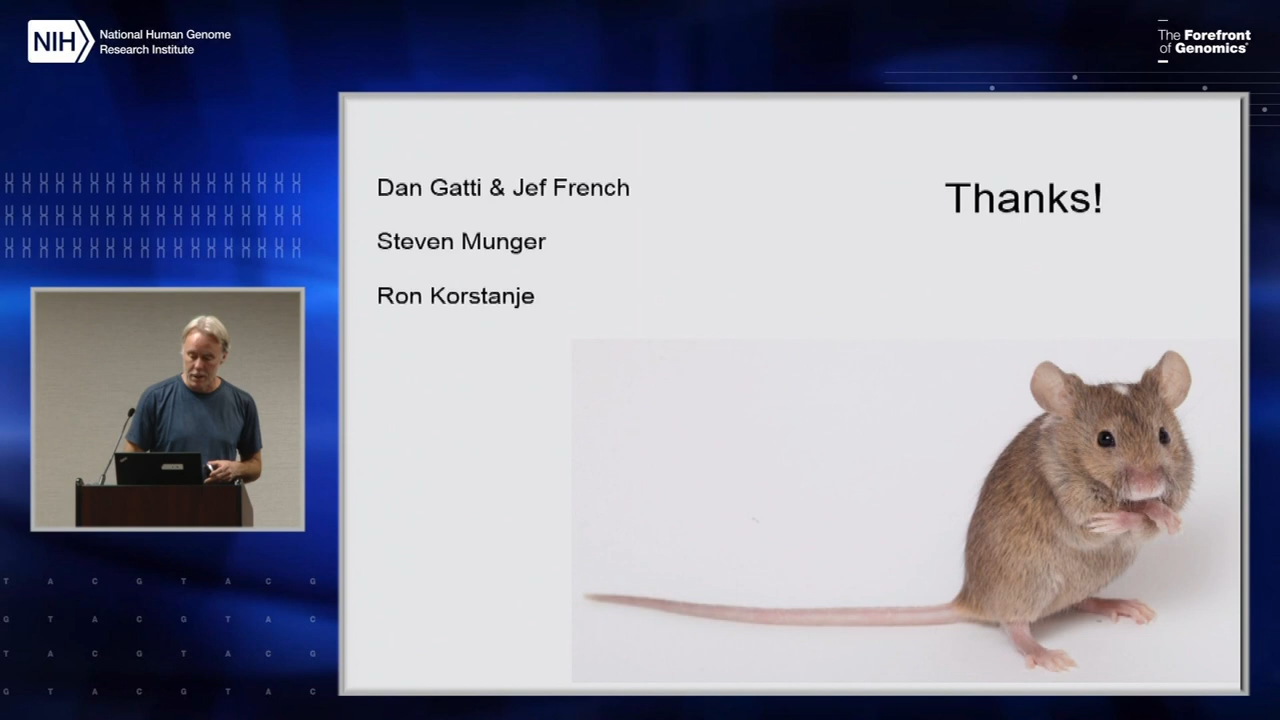 NIH National Human Genome
Research Institute
The Forefront
of Genomics®
Dan Gatti & Jef French
Thanks!
Steven Munger
Ron Korstanje
T A C G T A C G
G T A C G T A C
T A C G T A C G
G T A C G T A C